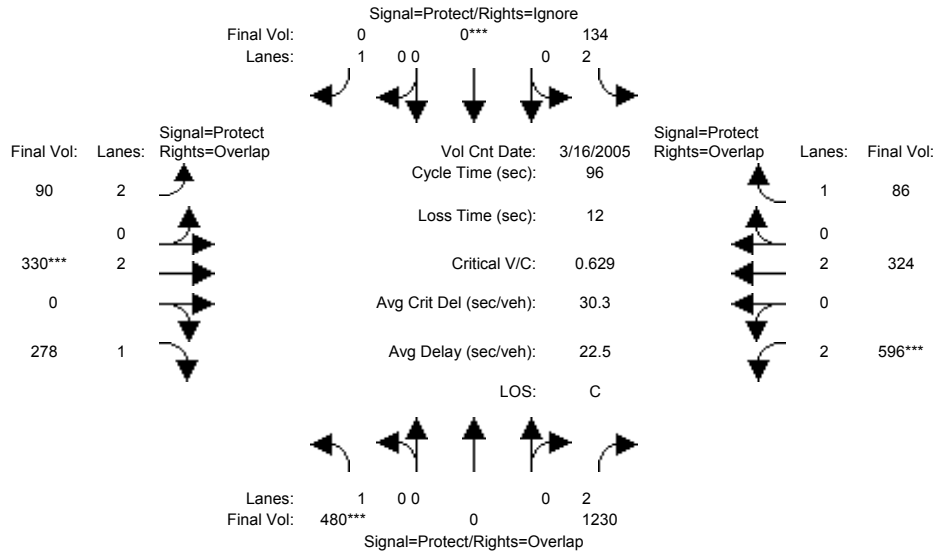 Signal=Protect/Rights=Ignore
Final Vol: 0 0*** 134
Lanes: 1 0 0 0 2
Signal=Protect Signal=Protect
Final Vol: Lanes: Rights=Overlap Vol Cnt Date: 3/16/2005 Rights=Overlap Lanes: Final Vol:
Cycle Time (sec): 96
90 2 1 86
Loss Time (sec): 12
0 0
330*** 2 Critical V/C: 0.629 2 324
0 Avg Crit Del (sec/veh): 30.3 0
278 1 Avg Delay (sec/veh): 22.5 2 596***
LOS: C
Lanes: 1 0 0 0 2
Final Vol: 480*** 0 1230
Signal=Protect/Rights=Overlap